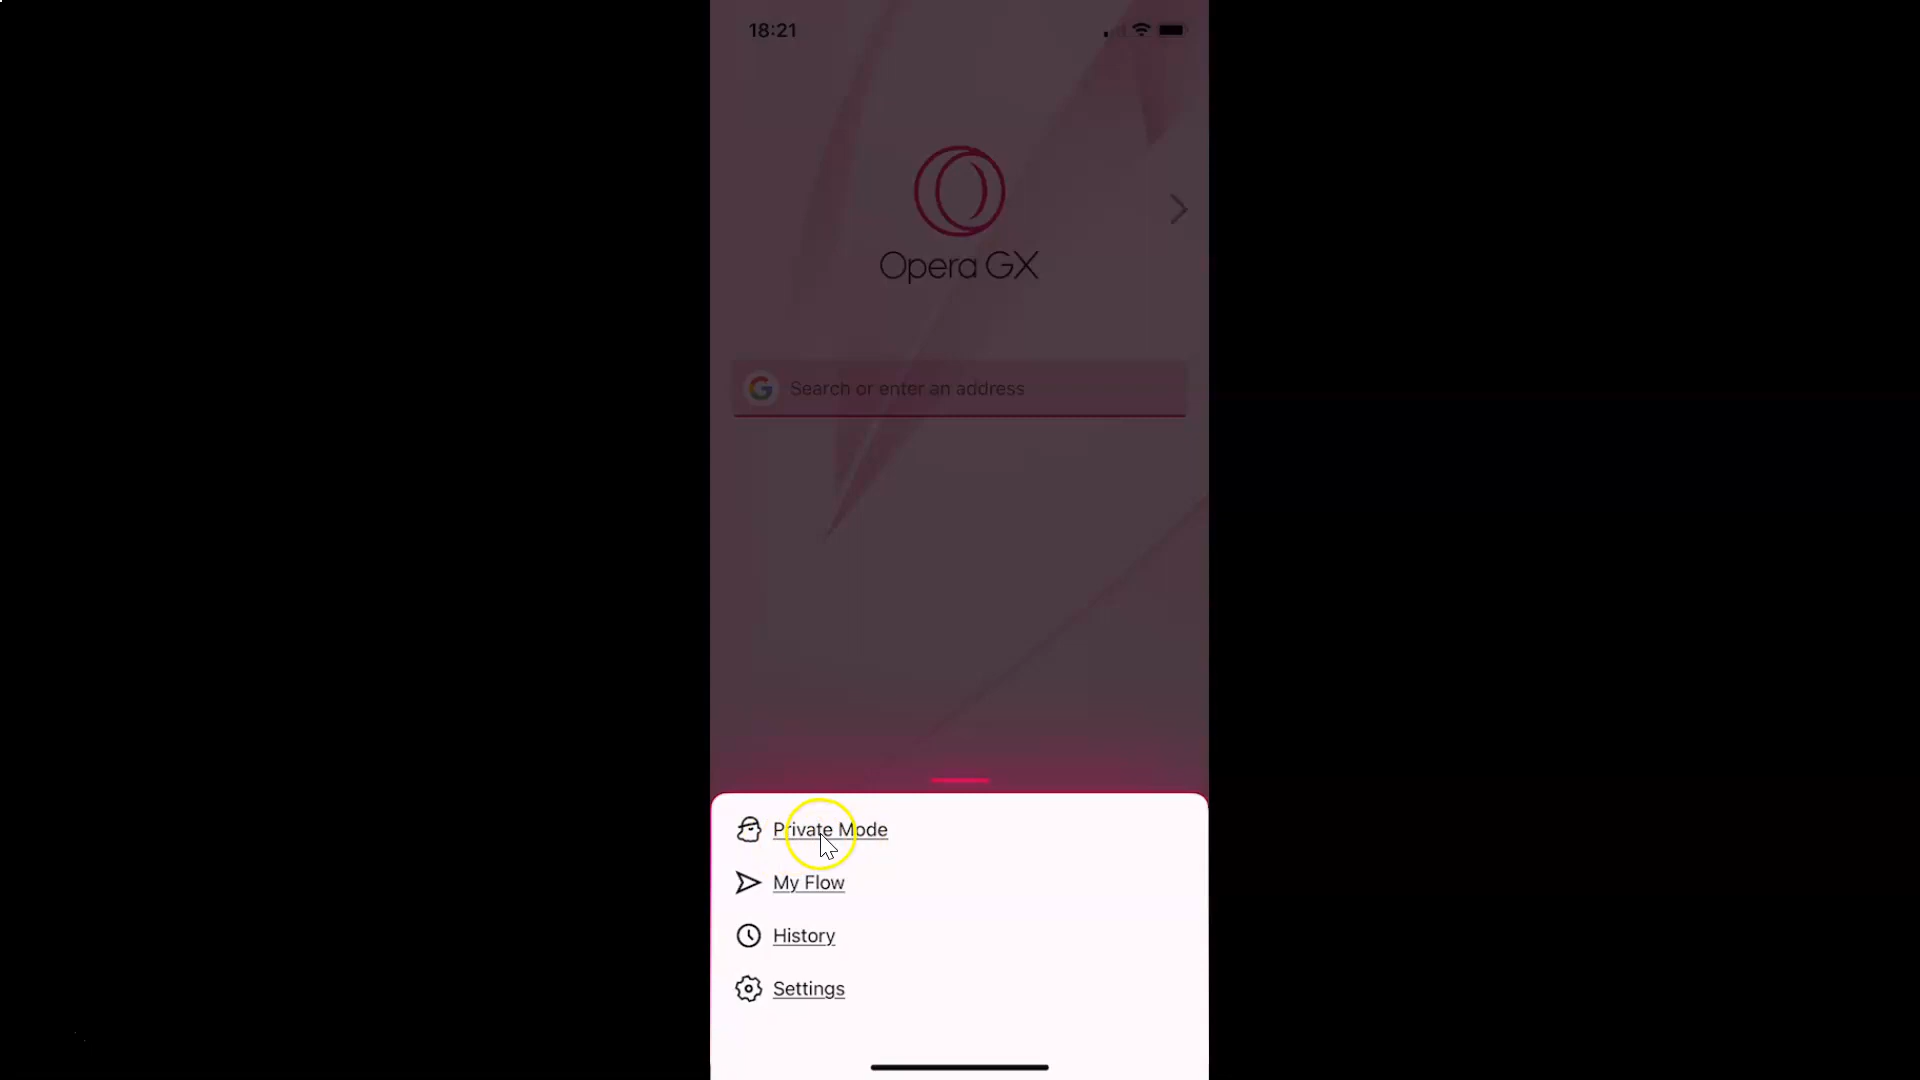 18:21
Opera GX
Search or enter an address
Private Mode
My Flow
History
Settings